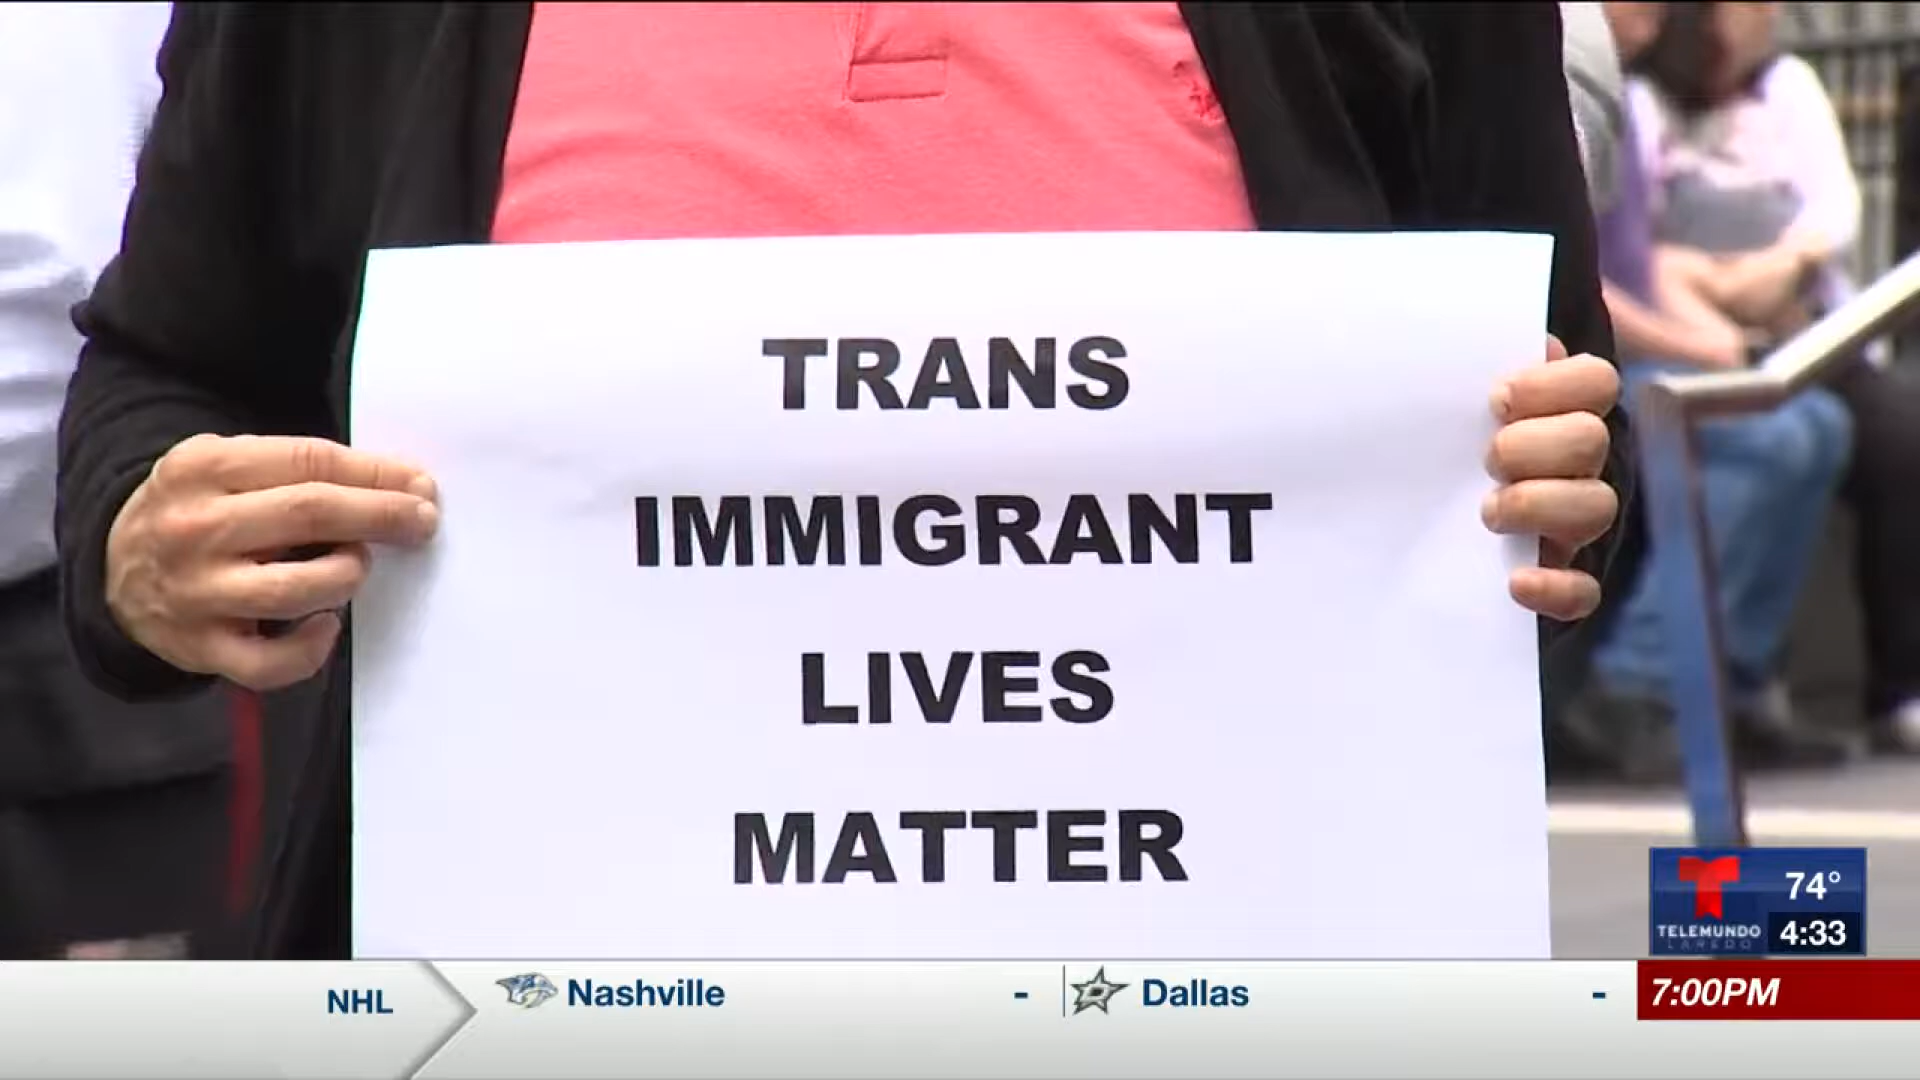 TRANS
IMMIGRANT
LIVES
MATTER
74°
TELEMUNDO 4:33
LAREDO
NHL Nashville - Dallas - 7:00PM